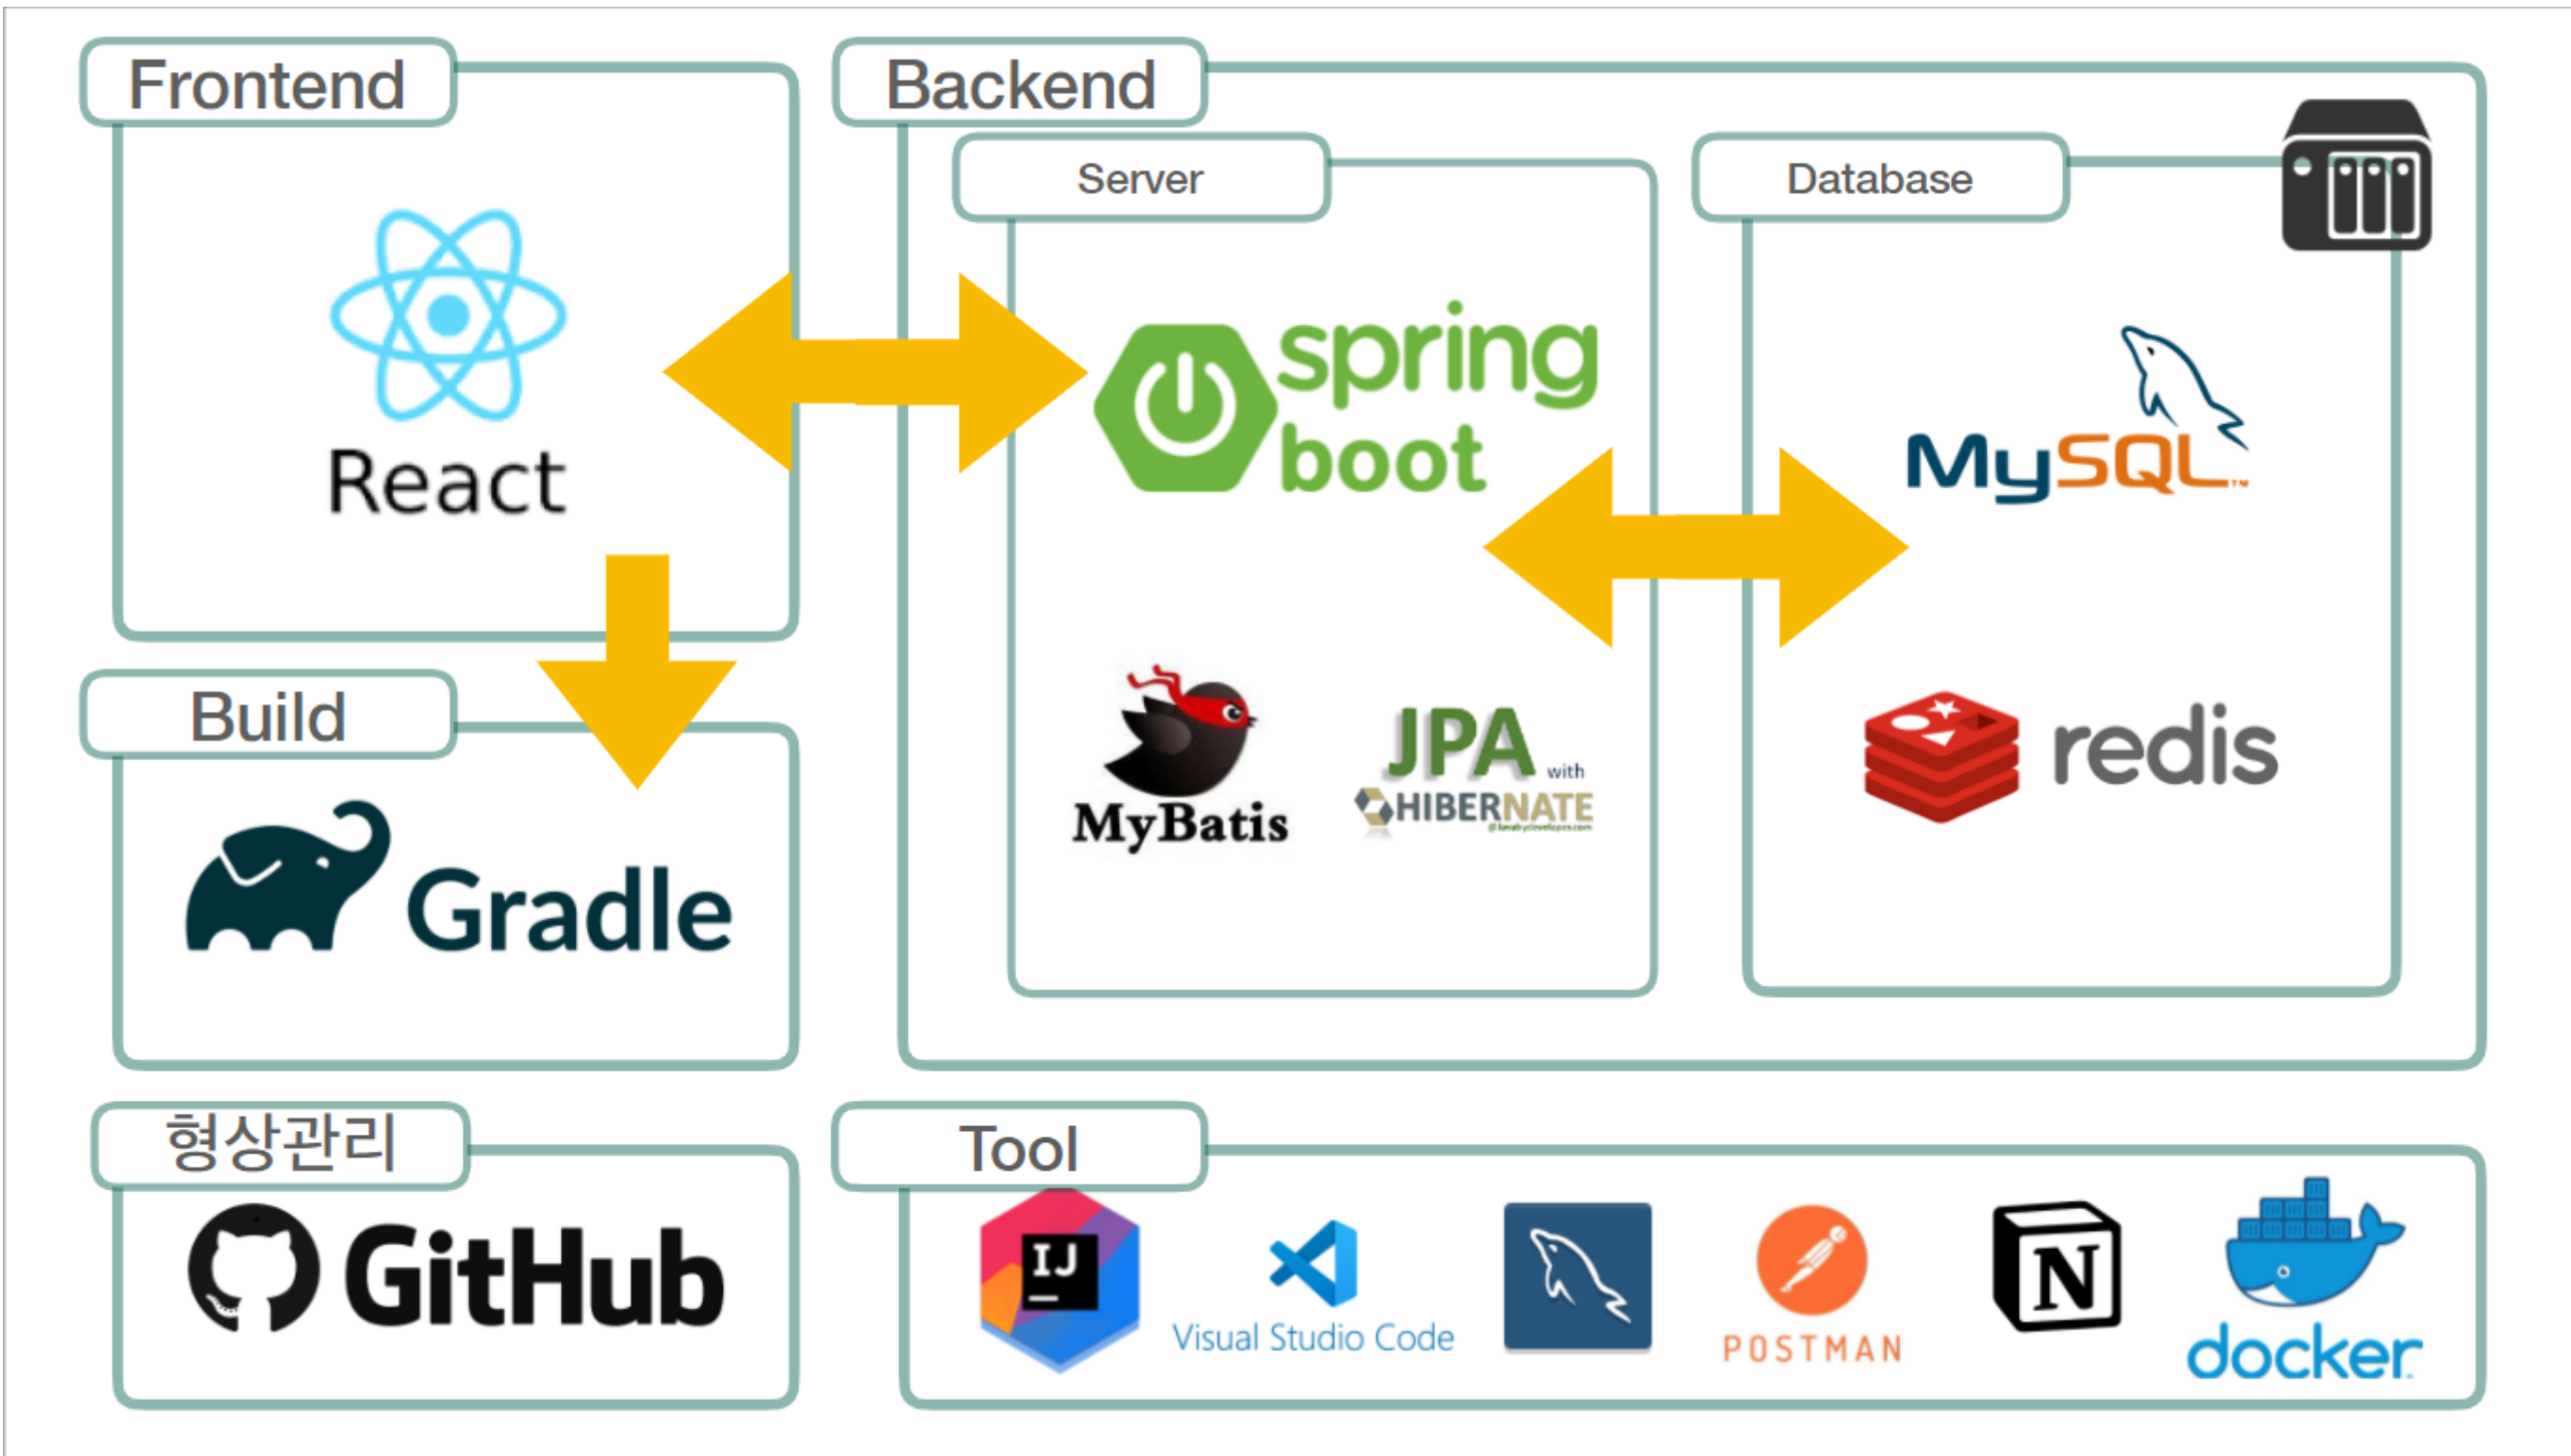 Frontend
React
Backend
Server
spring
boot
MyBatis
JPA
with
HIBERNATE
Database
MySQL
TM
redis
Build
Gradle
형상관리
GitHub
Tool
IJ
Visual Studio Code
POSTMAN
N
docker